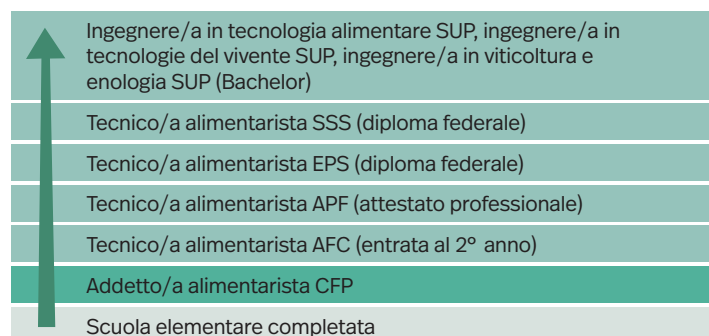 Ingegnere/a in tecnologia alimentare SUP, ingegnere/a in
tecnologie del vivente SUP, ingegnere/a in viticoltura e
enologia SUP (Bachelor)
Tecnico/a alimentarista SSS (diploma federale)
Tecnico/a alimentarista EPS (diploma federale)
Tecnico/a alimentarista APF (attestato professionale)
Tecnico/a alimentarista AFC (entrata al 2° anno)
Addetto/a alimentarista CFP
Scuola elementare completata